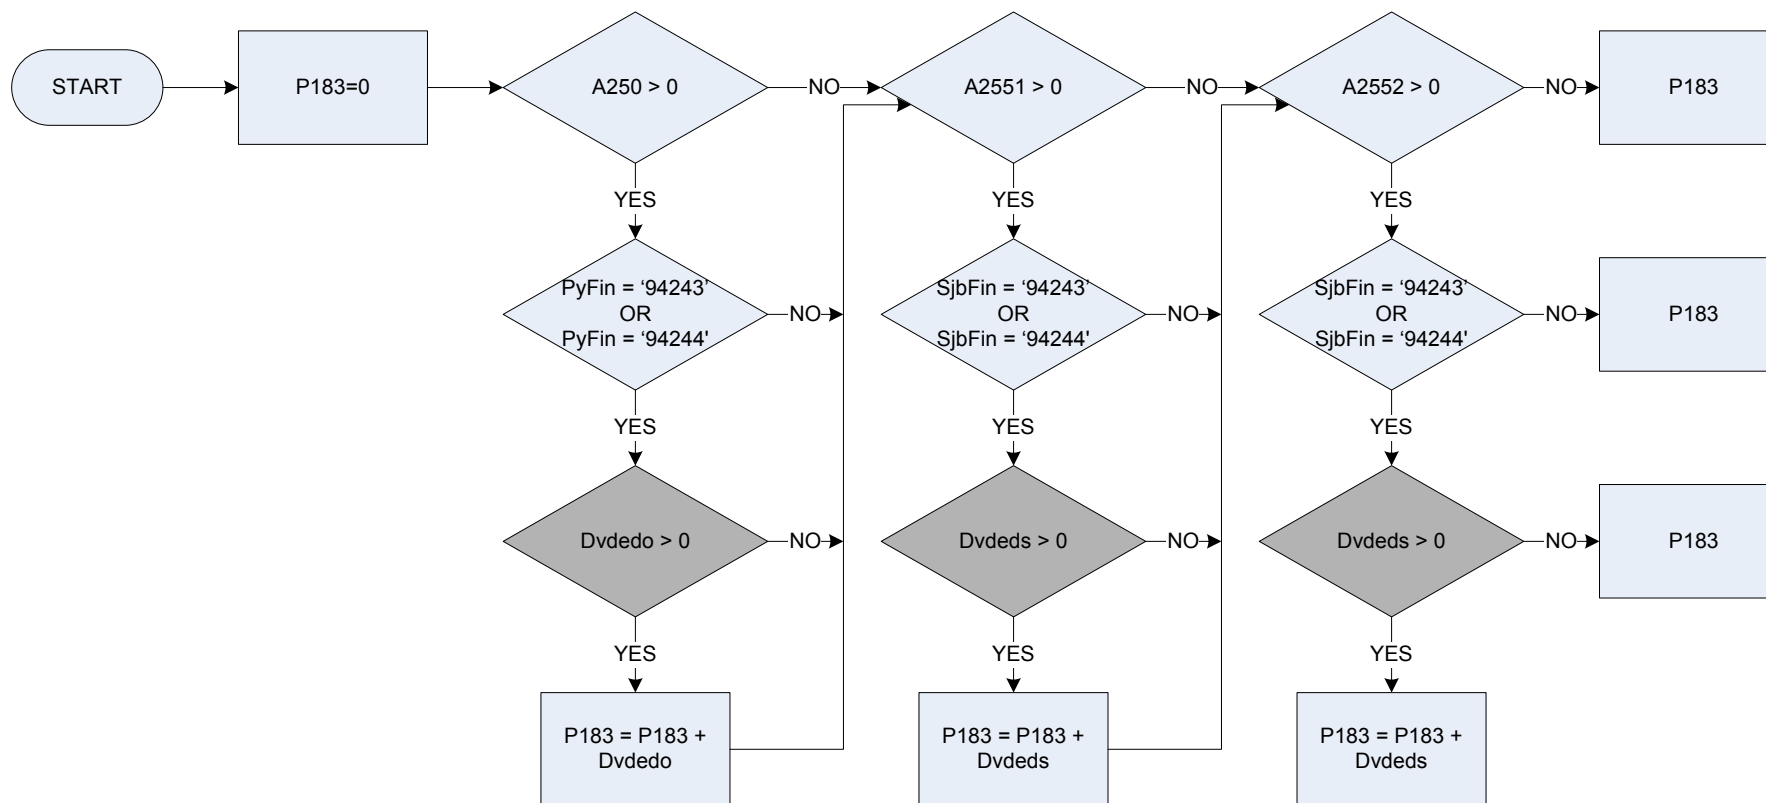 START
P183=0
A250 > 0
NO
A2551 > 0
NO
A2552 > 0
NO
P183
YES
YES
YES
PyFin = ‘94243’
OR
PyFin = ‘94244'
NO
SjbFin = ‘94243’
OR
SjbFin = ‘94244'
NO
SjbFin = ‘94243’
OR
SjbFin = ‘94244'
NO
P183
YES
YES
YES
Dvdedo > 0
NO
Dvdeds > 0
NO
Dvdeds > 0
NO
P183
YES
YES
YES
P183 = P183 +
Dvdedo
P183 = P183 +
Dvdeds
P183 = P183 +
Dvdeds